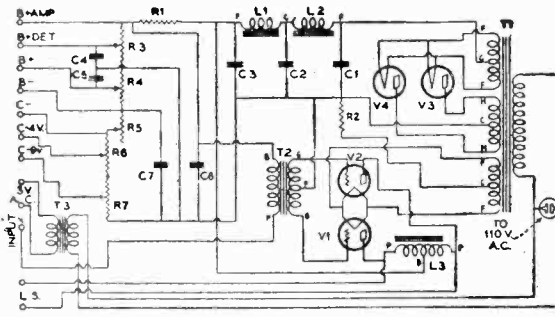 B+AMP
R1
L1
L2
T1
B+DET
R3
C4
C5
B+
R4
C3
C2
C1
V4
V3
F
C
F
H
C
H
B-
C-
R5
R2
C-4V
R6
T2
V2
C7
C8
R7
3V
A
C
T3
INPUT
V1
TO
110 V
A.C.
P
B
P
L3
L S.